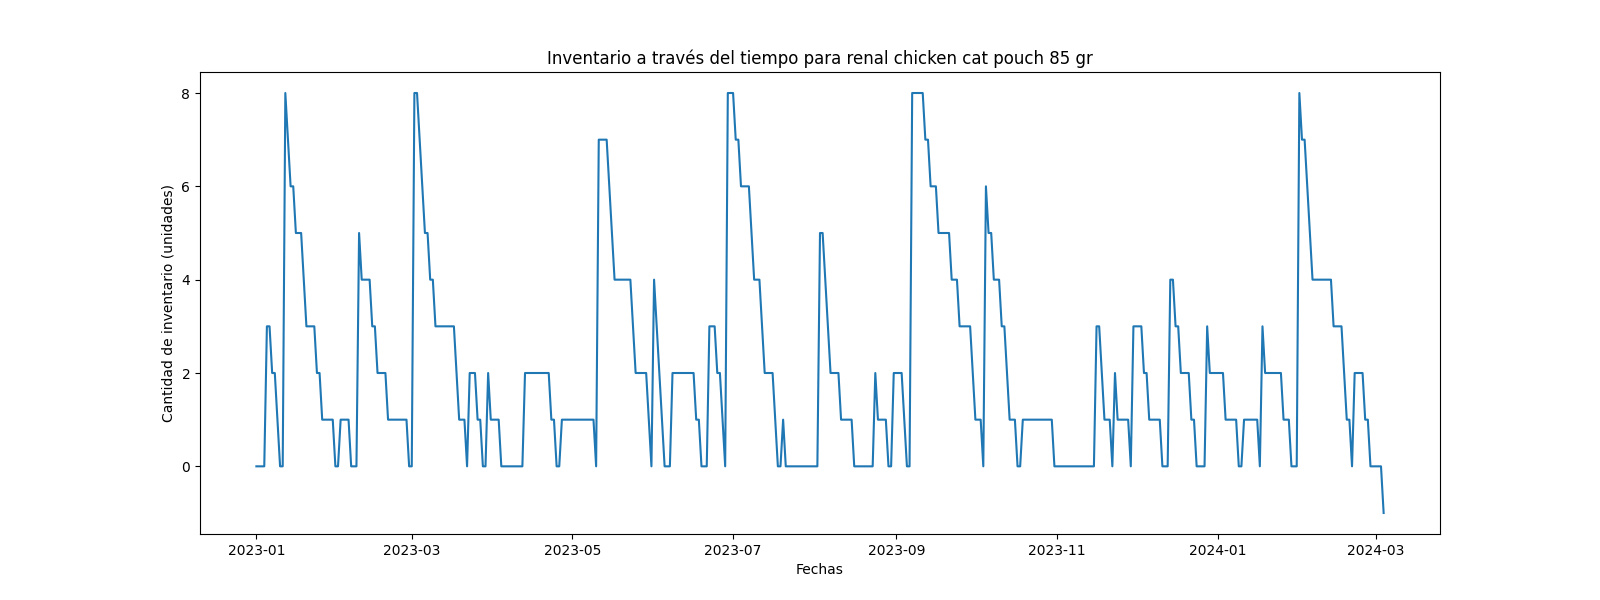 Inventario a través del tiempo para renal chicken cat pouch 85 gr
Cantidad de inventario (unidades)
8
6
4
2
0
2023-01 2023-03 2023-05 2023-07 2023-09 2023-11 2024-01 2024-03
Fechas